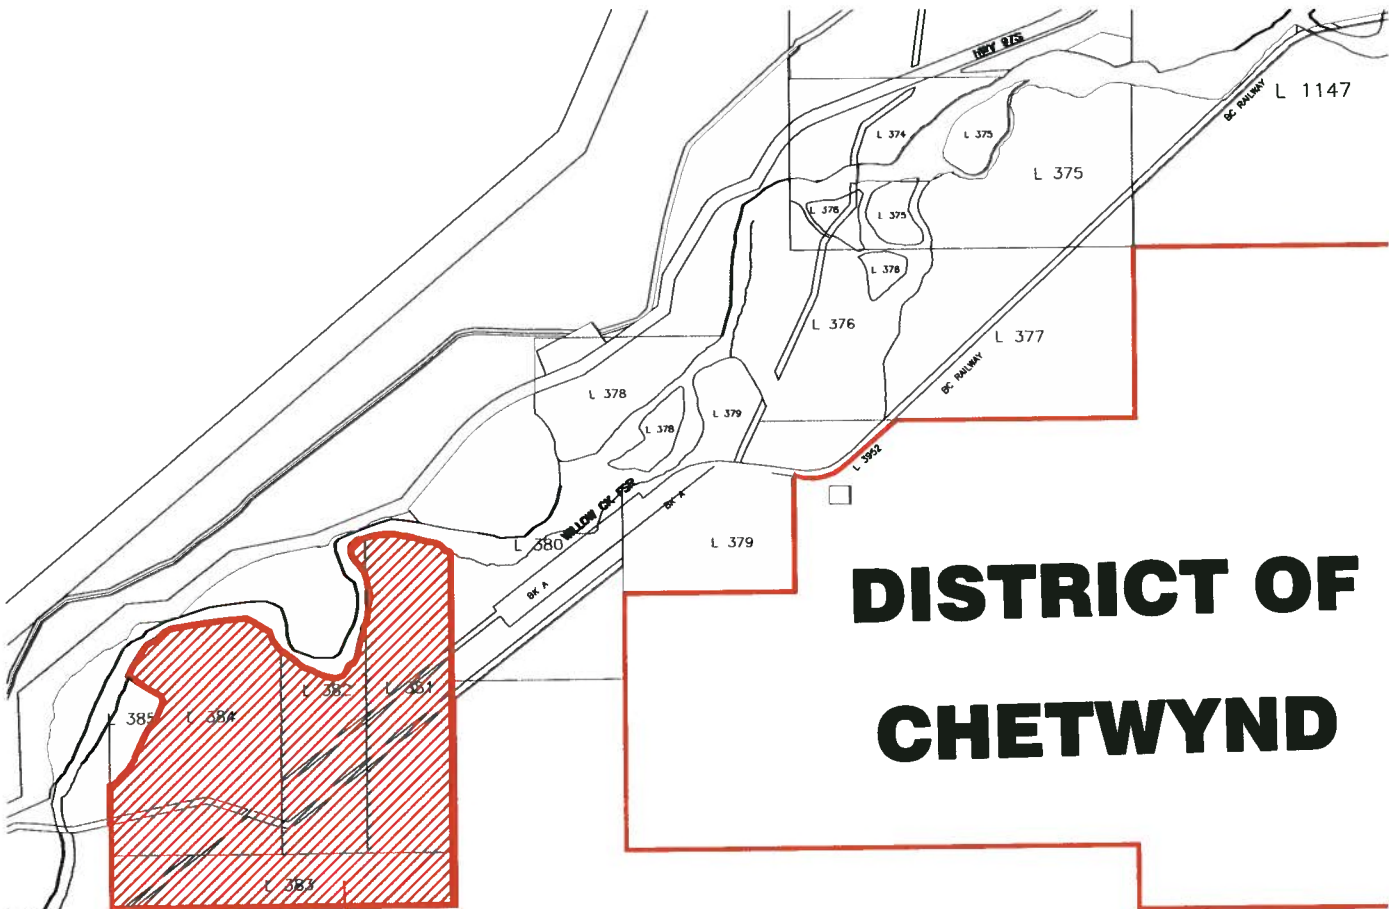 HWY 97S
BC RAILWAY
L 1147
L 374
L 375
L 375
L 376
L 375
L 378
L 376
L 377
BC RAILWAY
L 378
L 379
L 378
L 3952
WILLOW CK FSR
BK A
L 380
L 379
BK A
DISTRICT OF
CHETWYND
L 382
L 381
L 385
L 384
L 383